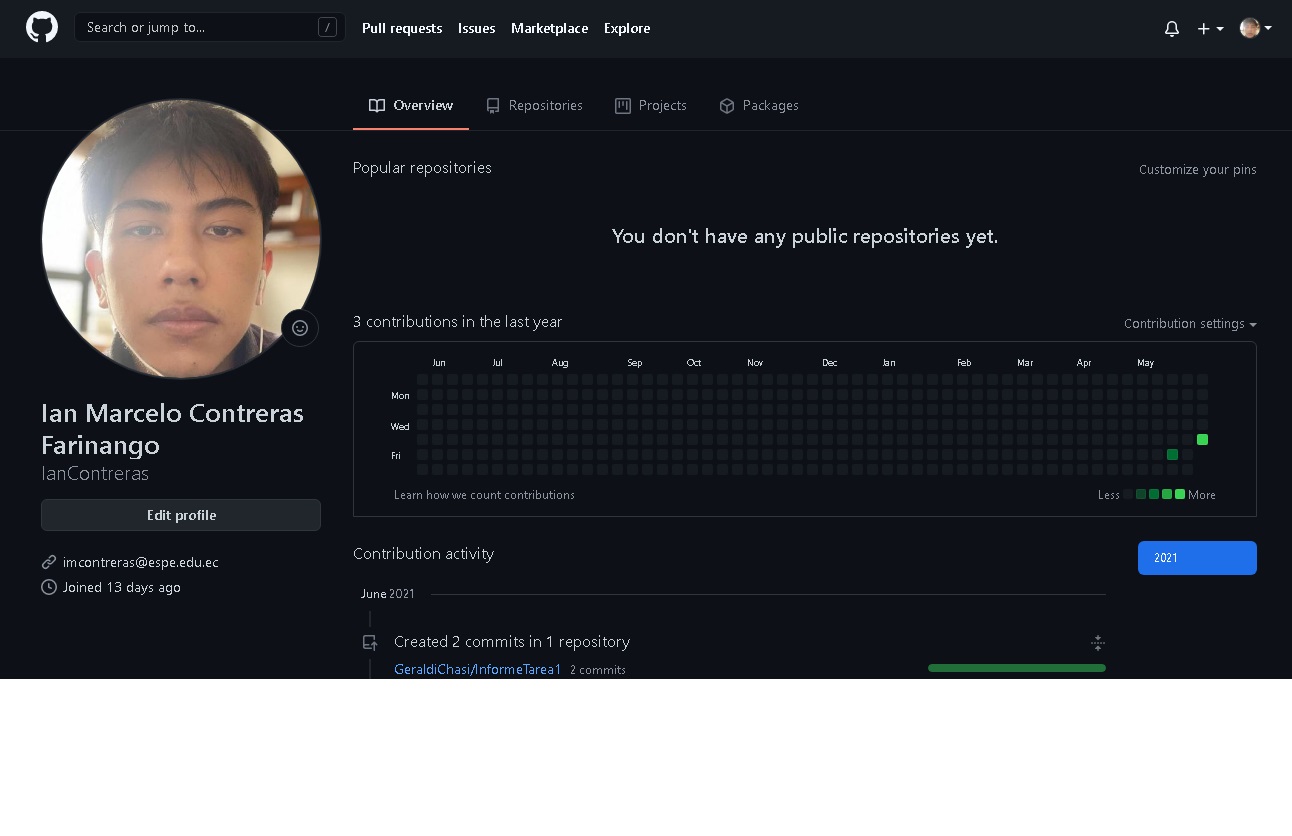 Search or jump to... /
Pull requests Issues Marketplace Explore
Overview Repositories Projects Packages
Ian Marcelo Contreras
Farinango
IanContreras
Edit profile
imcontreras@espe.edu.ec
Joined 13 days ago
Popular repositories
Customize your pins
You don't have any public repositories yet.
3 contributions in the last year
Contribution settings
Jun Jul Aug Sep Oct Nov Dec Jan Feb Mar Apr May
Mon
Wed
Fri
Learn how we count contributions
Less More
Contribution activity
2021
June 2021
Created 2 commits in 1 repository
GeraldiChasi/InformeTarea1 2 commits